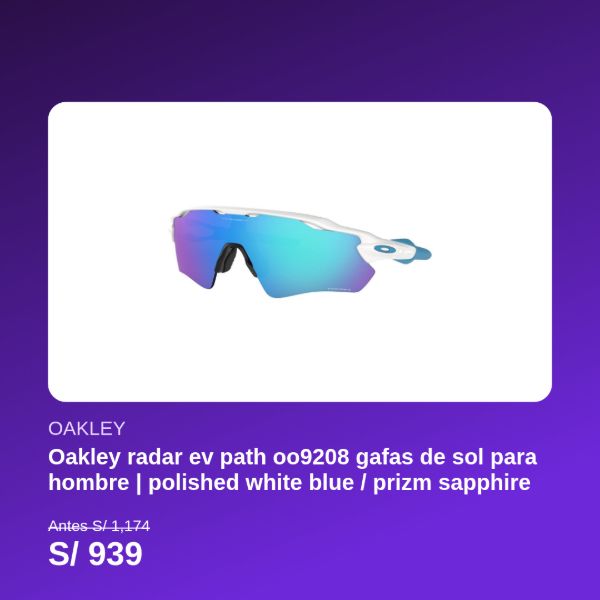 OAKLEY
Oakley radar ev path oo9208 gafas de sol para
hombre | polished white blue / prizm sapphire
Antes S/ 1,174
S/ 939